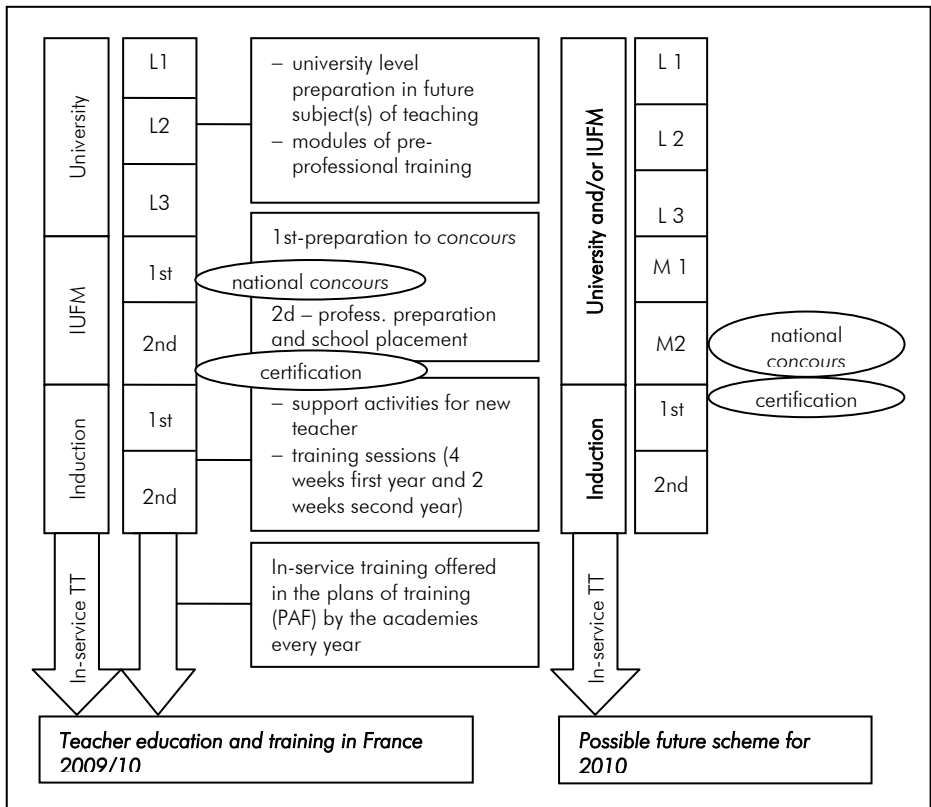 University
L1
L2
L3
– university level
preparation in future
subject(s) of teaching
– modules of pre-
professional training
IUFM
1st
2nd
1st-preparation to concours
national concours
2d – profess. preparation
and school placement
certification
Induction
1st
2nd
– support activities for new
teacher
– training sessions (4
weeks first year and 2
weeks second year)
In-service TT
In-service training offered
in the plans of training
(PAF) by the academies
every year
Teacher education and training in France
2009/10
University and/or IUFM
L 1
L 2
L 3
M 1
M2
national
concours
certification
Induction
1st
2nd
In-service TT
Possible future scheme for
2010